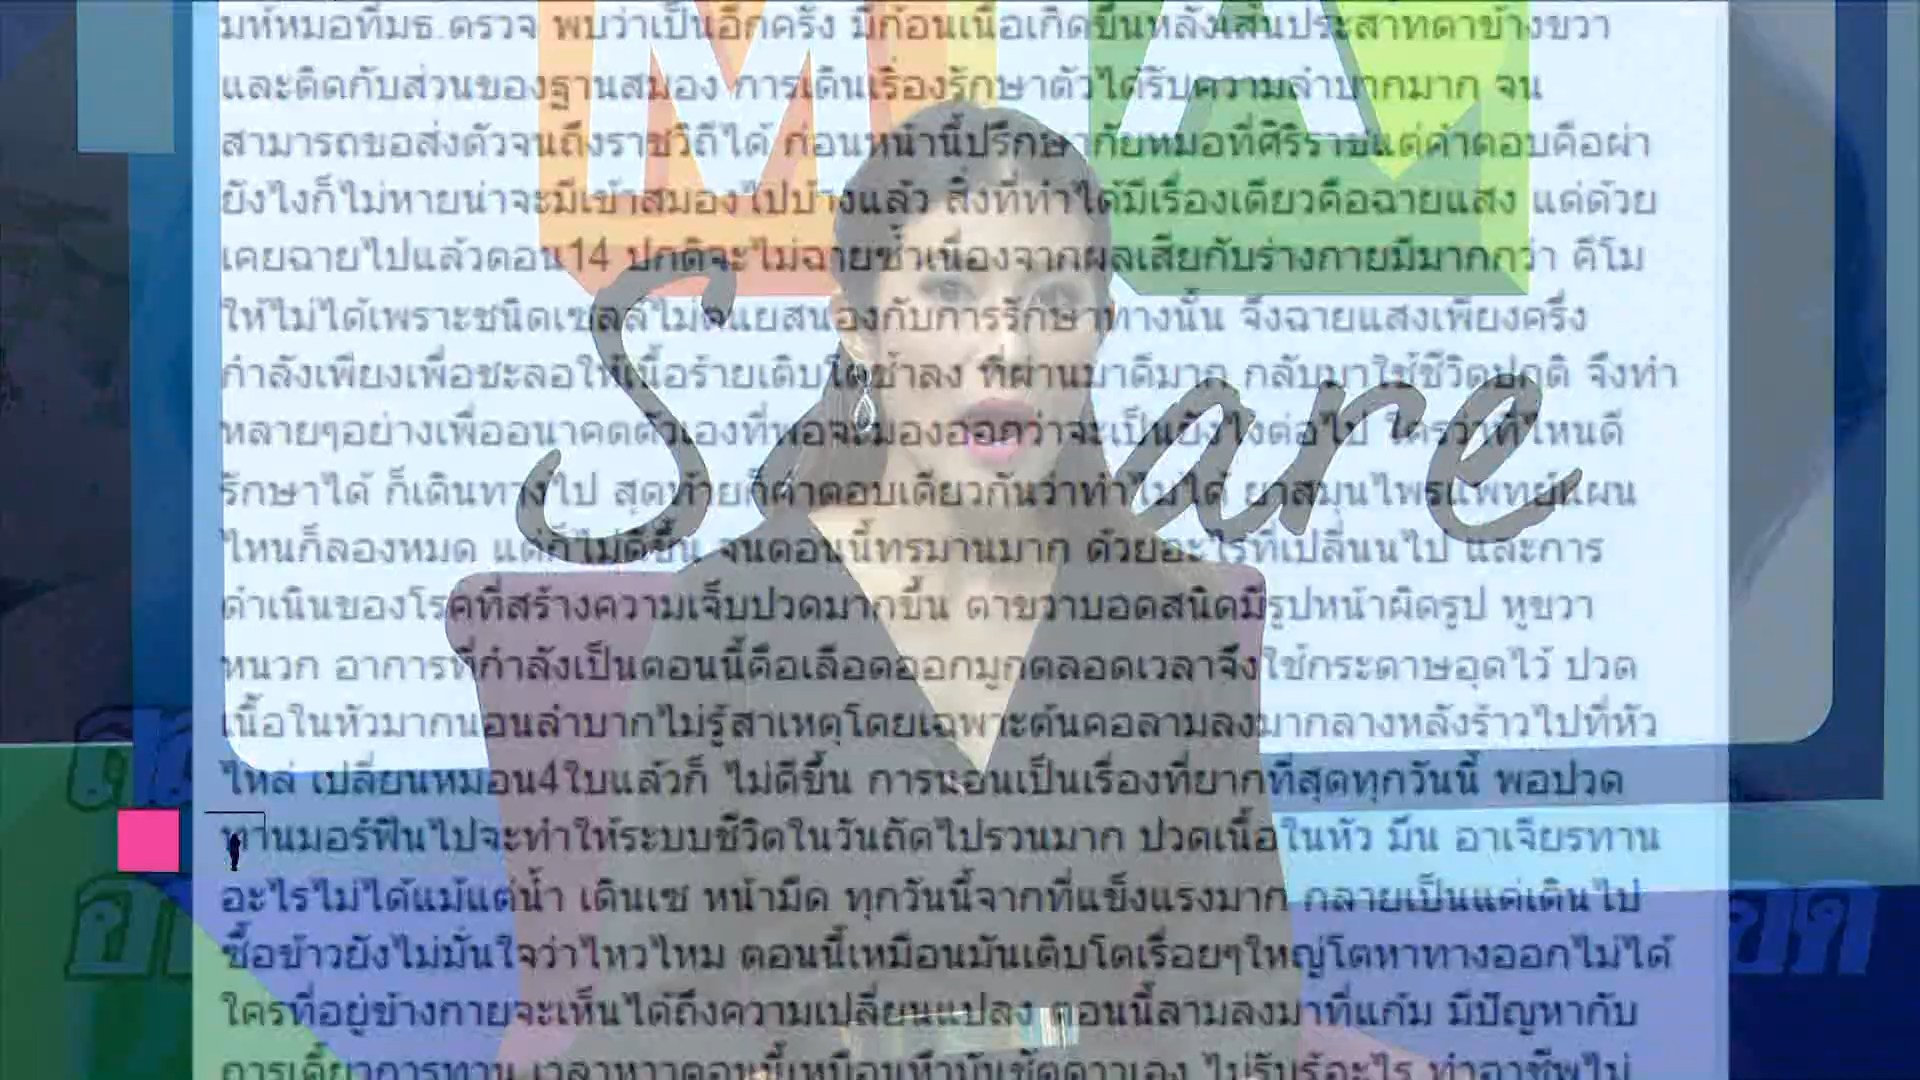 มห้หมอที่มธ.ตรวจ พบว่าเป็นอีกครั้ง มีก้อนเนื้อเกิดขึ้นหลังเส้นประสาทตาข้างขวา
และติดกับส่วนของฐานสมอง การเดินเรื่องรักษาตัวได้รับความลำบากมาก จน
สามารถขอส่งตัวจนถึงราชวิถีได้ ก่อนหน้านี้ปรึกษากัยหมอที่ศิริราชแต่คำตอบคือผ่า
ยังไงก็ไม่หายน่าจะมีเข้าสมองไปบ้างแล้ว สิ่งที่ทำได้มีเรื่องเดียวคือฉายแสง แต่ด้วย
เคยฉายไปแล้วตอน14 ปกติจะไม่ฉายซ้ำเนื่องจากผลเสียกับร่างกายมีมากกว่า คีโม
ให้ไม่ได้เพราะชนิดเซลล์ไม่ตแยสนองกับการรักษาทางนั้น จึงฉายแสงเพียงครึ่ง
กำลังเพียงเพื่อชะลอให้เนื้อร้ายเติบโตช้าลง ที่ผ่านมาดีมาก กลับมาใช้ชีวิตปกติ จึงทำ
หลายๆอย่างเพื่ออนาคตตัวเองที่พอจะมองออกว่าจะเป็นยังไงต่อไป ใครว่าที่ไหนดี
รักษาได้ ก็เดินทางไป สุดท้ายก็คำตอบเดียวกันว่าทำไม่ได้ ยาสมุนไพรแพทย์แผน
ไหนก็ลองหมด แต่ก็ไม่ดีขึ้น จนตอนนี้ทรมานมาก ด้วยอะไรที่เปลี่นนไป และการ
ดำเนินของโรคที่สร้างความเจ็บปวดมากขึ้น ตาขวาบอดสนิดมีรูปหน้าผิดรูป หูขวา
หนวก อาการที่กำลังเป็นตอนนี้คือเลือดออกมูกตลอดเวลาจึงใช้กระดาษอุดไว้ ปวด
เนื้อในหัวมากนอนลำบากไม่รู้สาเหตุโดยเฉพาะต้นคอลามลงมากลางหลังร้าวไปที่หัว
ไหล่ เปลี่ยนหมอน4ใบแล้วก็ ไม่ดีขึ้น การนอนเป็นเรื่องที่ยากที่สุดทุกวันนี้ พอปวด
ทานมอร์ฟีนไปจะทำให้ระบบชีวิตในวันถัดไปรวนมาก ปวดเนื้อในหัว มึน อาเจียรทาน
อะไรไม่ได้แม้แต่น้ำ เดินเซ หน้ามืด ทุกวันนี้จากที่แข็งแรงมาก กลายเป็นแค่เดินไป
ซื้อข้าวยังไม่มั่นใจว่าไหวไหม ตอนนี้เหมือนมันเติบโตเรื่อยๆใหญ่โตหาทางออกไม่ได้
ใครที่อยู่ข้างกายจะเห็นได้ถึงความเปลี่ยนแปลง ตอนนี้ลามลงมาที่แก้ม มีปัญหากับ
การเคี้ยวการทาน